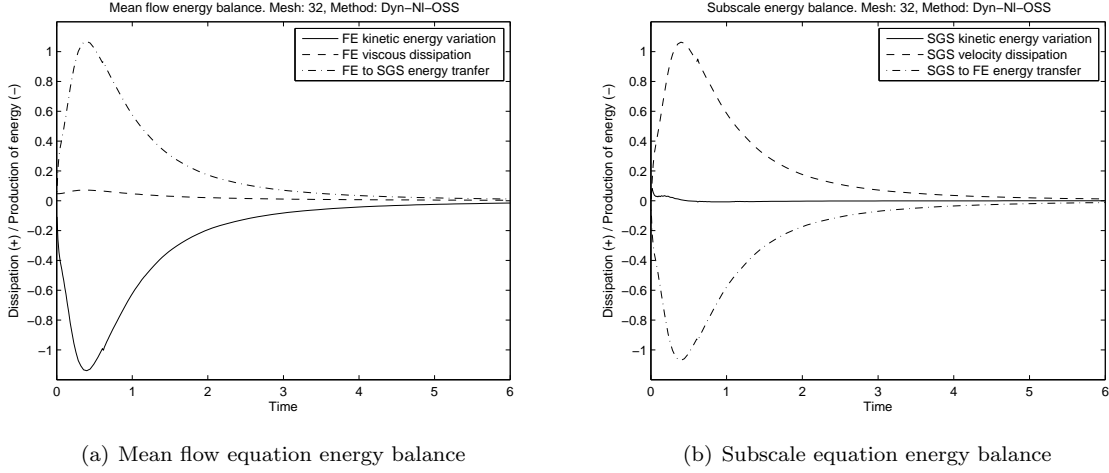 Mean flow energy balance. Mesh: 32, Method: Dyn−Nl−OSS
FE kinetic energy variation
FE viscous dissipation
FE to SGS energy tranfer
Dissipation (+) / Production of energy (−)
1
0.8
0.6
0.4
0.2
0
−0.2
−0.4
−0.6
−0.8
−1
0 1 2 3 4 5 6
Time
(a) Mean flow equation energy balance
Subscale energy balance. Mesh: 32, Method: Dyn−Nl−OSS
SGS kinetic energy variation
SGS velocity dissipation
SGS to FE energy transfer
Dissipation (+) / Production of energy (−)
1
0.8
0.6
0.4
0.2
0
−0.2
−0.4
−0.6
−0.8
−1
0 1 2 3 4 5 6
Time
(b) Subscale equation energy balance